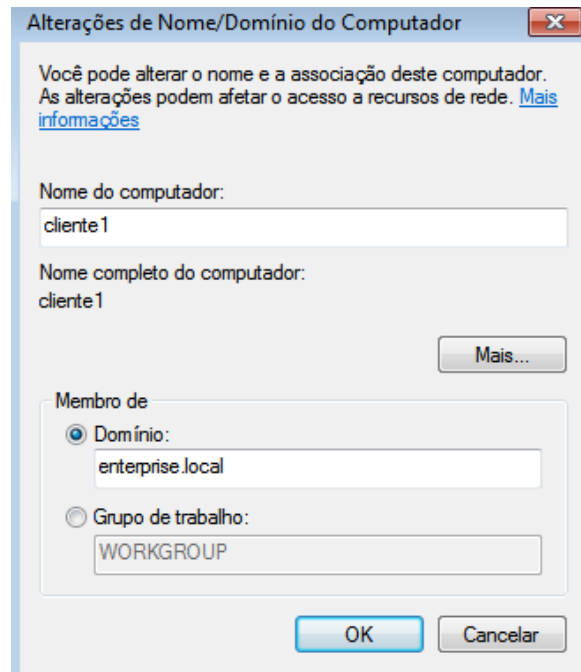 Alterações de Nome/Domínio do Computador
Você pode alterar o nome e a associação deste computador.
As alterações podem afetar o acesso a recursos de rede. Mais
informações
Nome do computador:
cliente1
Nome completo do computador:
cliente1
Mais...
Membro de
Domínio:
enterprise.local
Grupo de trabalho:
WORKGROUP
OK
Cancelar